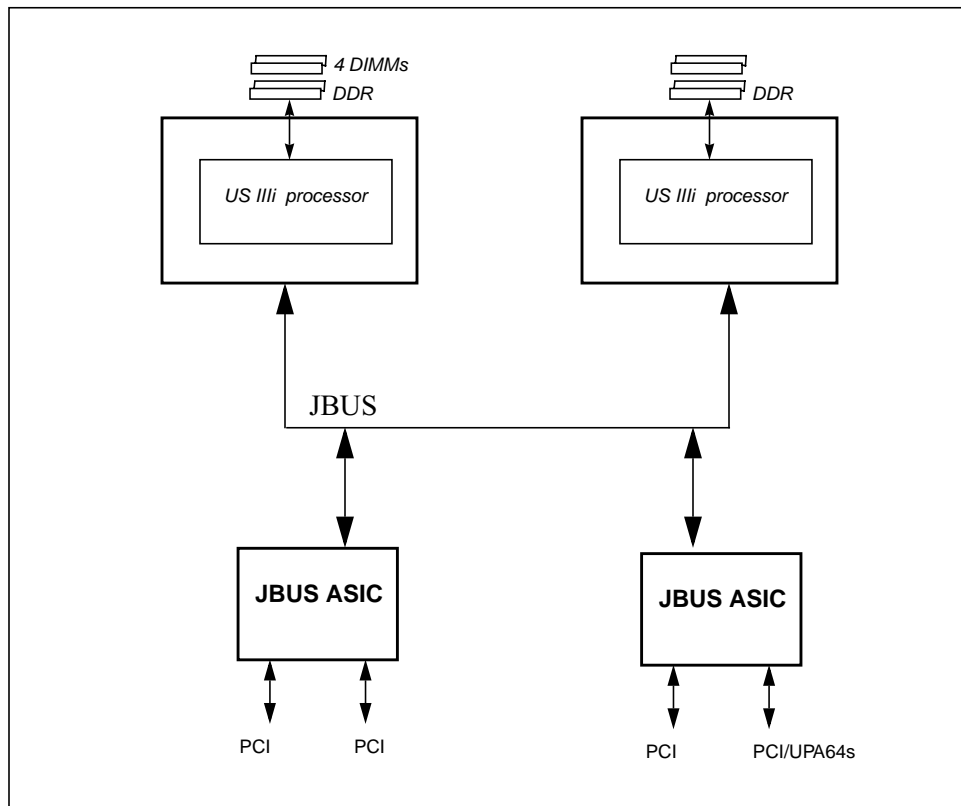 4 DIMMs
DDR
DDR
US IIIi processor
US IIIi processor
JBUS
JBUS ASIC
JBUS ASIC
PCI
PCI
PCI
PCI/UPA64s